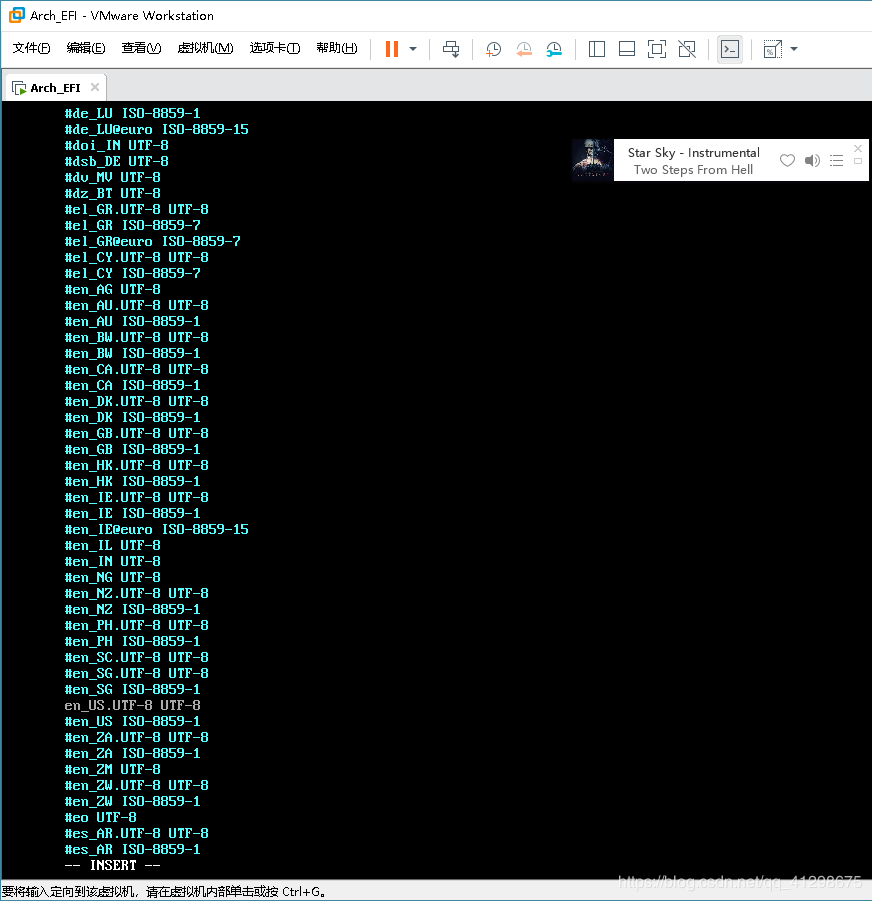 Arch_EFI - VMware Workstation
文件(F) 编辑(E) 查看(V) 虚拟机(M) 选项卡(T) 帮助(H)
Arch_EFI
#de_LU ISO-8859-1
#de_LU@euro ISO-8859-15
#doi_IN UTF-8
#dsb_DE UTF-8
#dv_MV UTF-8
#dz_BT UTF-8
#el_GR.UTF-8 UTF-8
#el_GR ISO-8859-7
#el_GR@euro ISO-8859-7
#el_CY.UTF-8 UTF-8
#el_CY ISO-8859-7
#en_AG UTF-8
#en_AU.UTF-8 UTF-8
#en_AU ISO-8859-1
#en_BW.UTF-8 UTF-8
#en_BW ISO-8859-1
#en_CA.UTF-8 UTF-8
#en_CA ISO-8859-1
#en_DK.UTF-8 UTF-8
#en_DK ISO-8859-1
#en_GB.UTF-8 UTF-8
#en_GB ISO-8859-1
#en_HK.UTF-8 UTF-8
#en_HK ISO-8859-1
#en_IE.UTF-8 UTF-8
#en_IE ISO-8859-1
#en_IE@euro ISO-8859-15
#en_IL UTF-8
#en_IN UTF-8
#en_NG UTF-8
#en_NZ.UTF-8 UTF-8
#en_NZ ISO-8859-1
#en_PH.UTF-8 UTF-8
#en_PH ISO-8859-1
#en_SC.UTF-8 UTF-8
#en_SG.UTF-8 UTF-8
#en_SG ISO-8859-1
en_US.UTF-8 UTF-8
#en_US ISO-8859-1
#en_ZA.UTF-8 UTF-8
#en_ZA ISO-8859-1
#en_ZM UTF-8
#en_ZW.UTF-8 UTF-8
#en_ZW ISO-8859-1
#eo UTF-8
#es_AR.UTF-8 UTF-8
#es_AR ISO-8859-1
-- INSERT --
Star Sky - Instrumental
Two Steps From Hell
要将输入定向到该虚拟机，请在虚拟机内部单击或按 Ctrl+G。
https://blog.csdn.net/qq_41298675